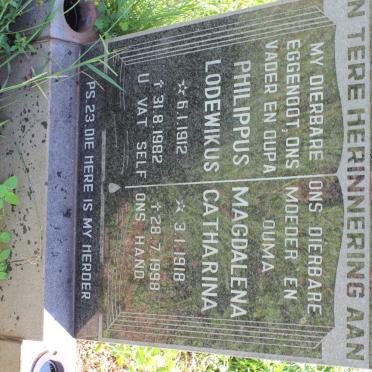 N TERE HERINNERING AAN
MY DIERBARE
EGGENOOT, ONS
VADER EN OUPA
PHILIPPUS
LODEWIKUS
☆ 6.1.1912
✝ 31.8.1982
U VAT SELF
ONS DIERBARE
MOEDER EN
OUMA
MAGDALENA
CATHARINA
☆ 3.1.1918
✝ 28.7.1998
ONS HAND
PS. 23. DIE HERE IS MY HERDER